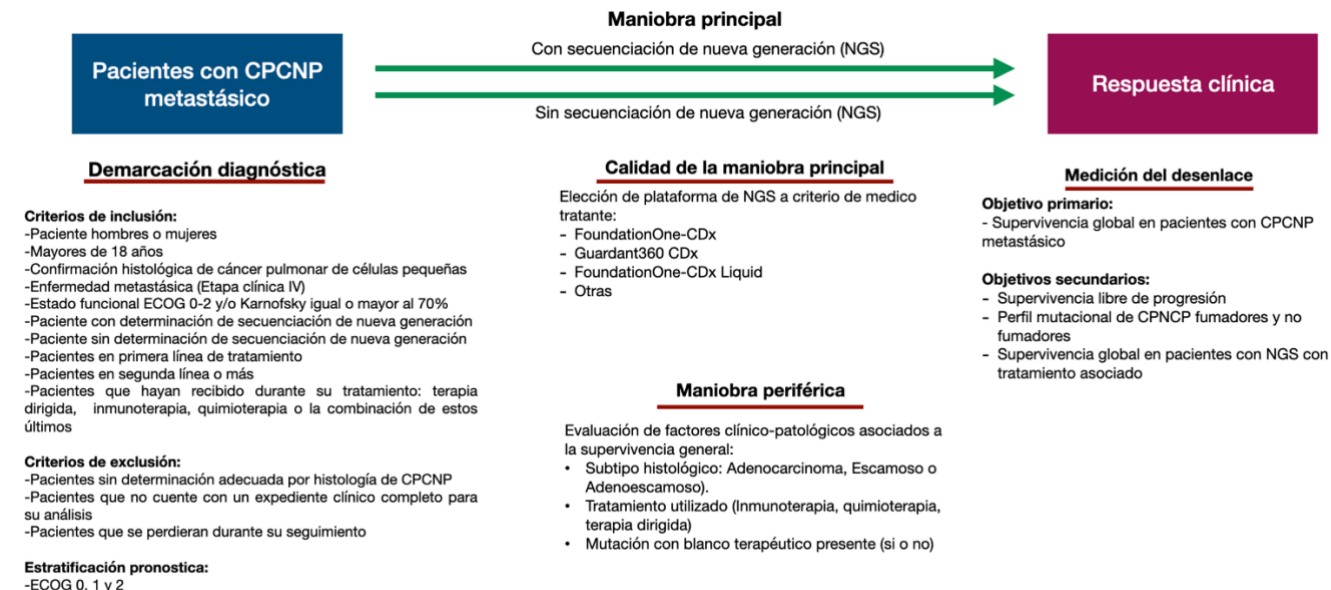 Maniobra principal
Con secuenciación de nueva generación (NGS)
Pacientes con CPCNP
metastásico
Respuesta clínica
Sin secuenciación de nueva generación (NGS)
Demarcación diagnóstica
Criterios de inclusión:
-Paciente hombres o mujeres
-Mayores de 18 años
-Confirmación histológica de cáncer pulmonar de células pequeñas
-Enfermedad metastásica (Etapa clínica IV)
-Estado funcional ECOG 0-2 y/o Karnofsky igual o mayor al 70%
-Paciente con determinación de secuenciación de nueva generación
-Paciente sin determinación de secuenciación de nueva generación
-Pacientes en primera línea de tratamiento
-Pacientes en segunda línea o más
-Pacientes que hayan recibido durante su tratamiento: terapia
dirigida, inmunoterapia, quimioterapia o la combinación de estos
últimos
Criterios de exclusión:
-Pacientes sin determinación adecuada por histología de CPCNP
-Pacientes que no cuente con un expediente clínico completo para
su análisis
-Pacientes que se perdieran durante su seguimiento
Estratificación pronostica:
-ECOG 0, 1 y 2
Calidad de la maniobra principal
Elección de plataforma de NGS a criterio de medico
tratante:
- FoundationOne-CDx
- Guardant360 CDx
- FoundationOne-CDx Liquid
- Otras
Maniobra periférica
Evaluación de factores clínico-patológicos asociados a
la supervivencia general:
• Subtipo histológico: Adenocarcinoma, Escamoso o
Adenoescamoso).
• Tratamiento utilizado (Inmunoterapia, quimioterapia,
terapia dirigida)
• Mutación con blanco terapéutico presente (si o no)
Medición del desenlace
Objetivo primario:
- Supervivencia global en pacientes con CPCNP
metastásico
Objetivos secundarios:
- Supervivencia libre de progresión
- Perfil mutacional de CPNCP fumadores y no
fumadores
- Supervivencia global en pacientes con NGS con
tratamiento asociado